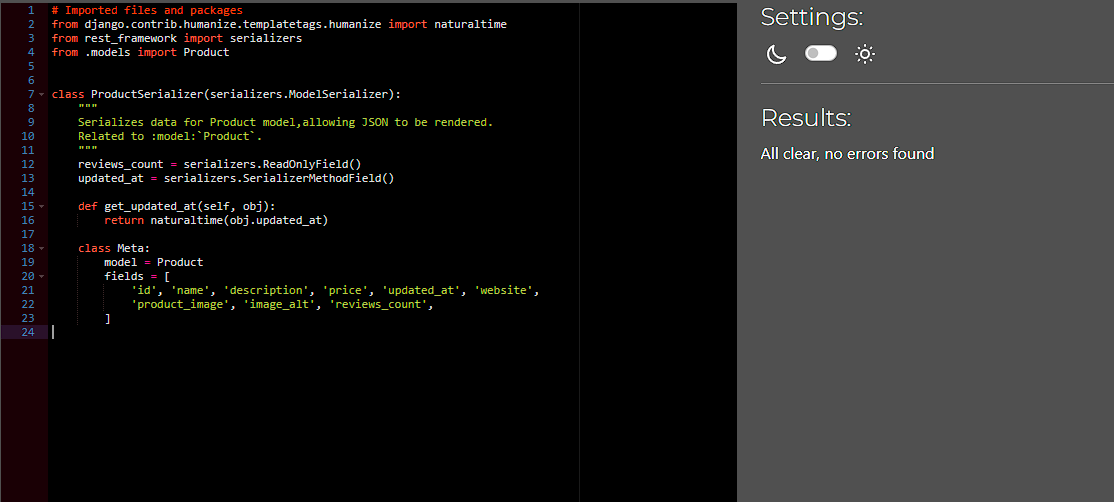 1 # Imported files and packages
2 from django.contrib.humanize.templatetags.humanize import naturaltime
3 from rest_framework import serializers
4 from .models import Product
5
6
7 class ProductSerializer(serializers.ModelSerializer):
8     """
9     Serializes data for Product model,allowing JSON to be rendered.
10     Related to :model:`Product`.
11     """
12     reviews_count = serializers.ReadOnlyField()
13     updated_at = serializers.SerializerMethodField()
14
15     def get_updated_at(self, obj):
16         return naturaltime(obj.updated_at)
17
18     class Meta:
19         model = Product
20         fields = [
21             'id', 'name', 'description', 'price', 'updated_at', 'website',
22             'product_image', 'image_alt', 'reviews_count',
23         ]
24
Settings:
Results:
All clear, no errors found